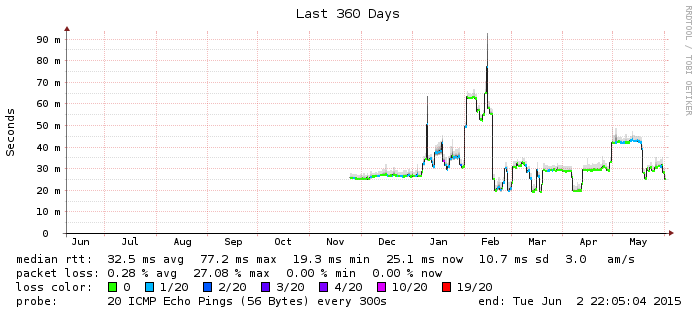 Last 360 Days
RRDTOOL / TOBI OETIKER
Seconds
90 m
80 m
70 m
60 m
50 m
40 m
30 m
20 m
10 m
0
Jun Jul Aug Sep Oct Nov Dec Jan Feb Mar Apr May
median rtt: 32.5 ms avg 77.2 ms max 19.3 ms min 25.1 ms now 10.7 ms sd 3.0 am/s
packet loss: 0.28 % avg 27.08 % max 0.00 % min 0.00 % now
loss color: 0 1/20 2/20 3/20 4/20 10/20 19/20
probe: 20 ICMP Echo Pings (56 Bytes) every 300s end: Tue Jun 2 22:05:04 2015